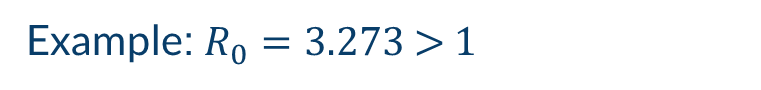 Example: R₀ = 3.273 > 1